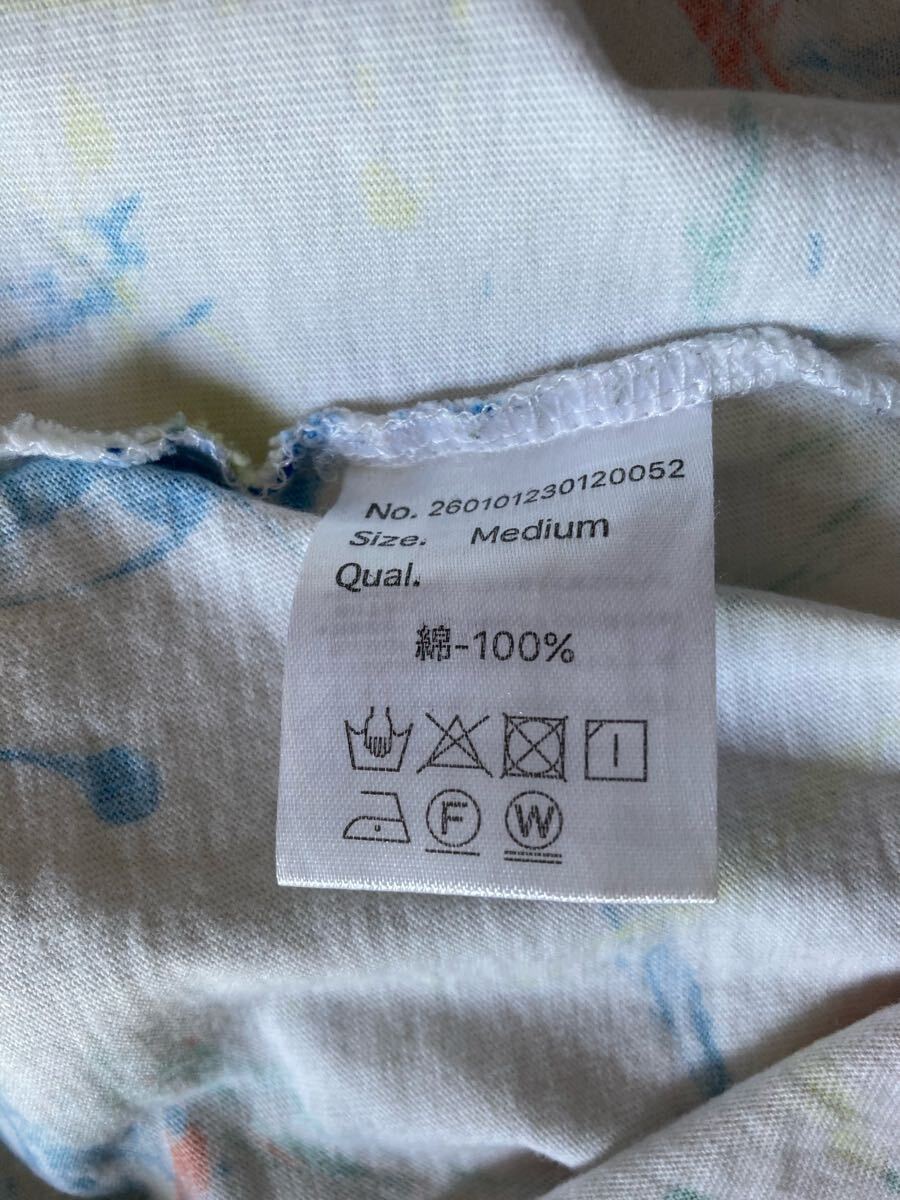 No. 260101230120052
Size. Medium
Qual.
綿-100%
F W